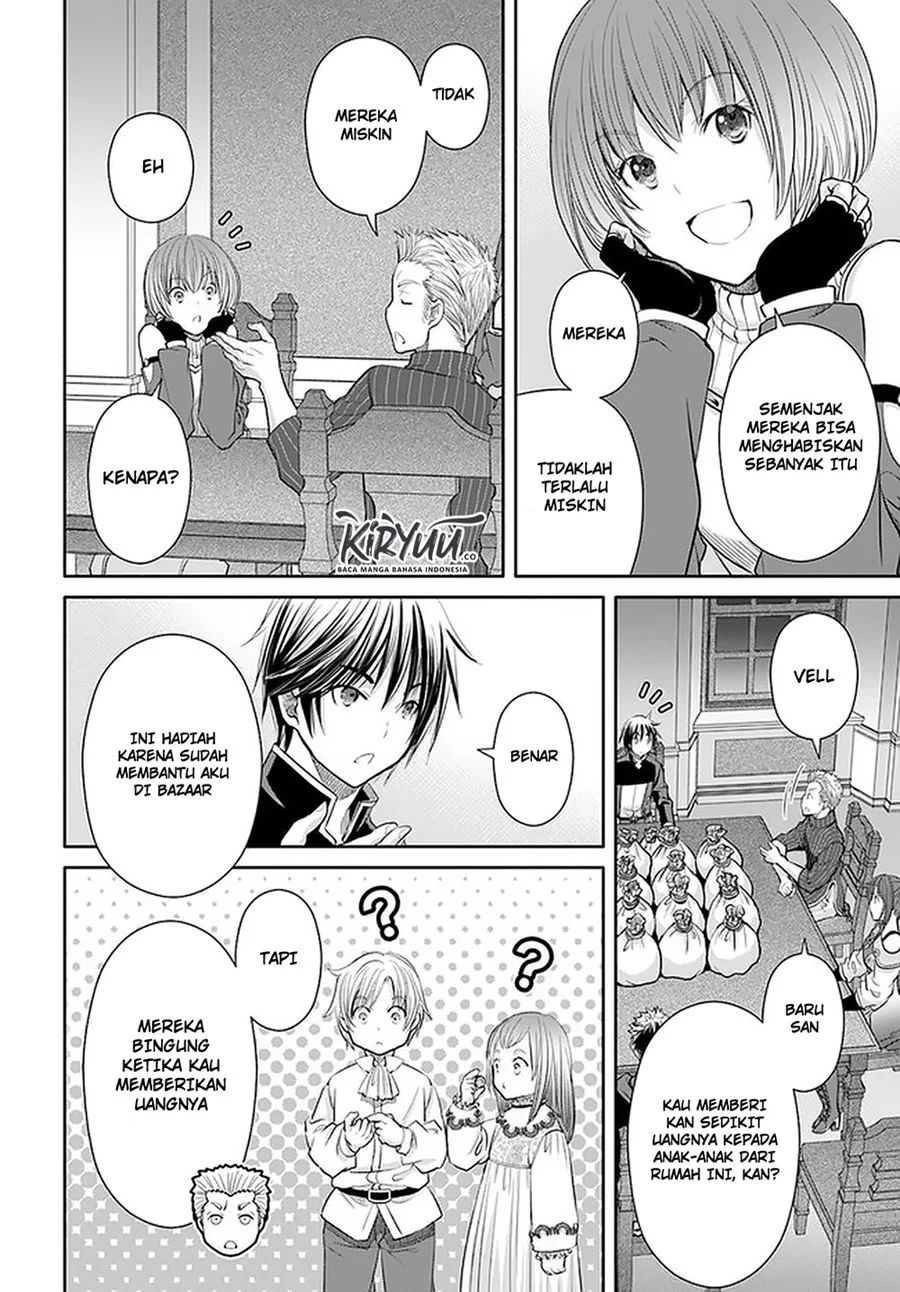 SEMENJAK
MEREKA BISA
MENGHABISKAN
SEBANYAK ITU
MEREKA
TIDAKLAH
TERLALU
MISKIN
TIDAK
MEREKA
MISKIN
EH
KENAPA?
KIRYUU.CO
BACA MANGA BAHASA INDONESIA
VELL
BARU
SAN
KAU MEMBERI
KAN SEDIKIT
UANGNYA KEPADA
ANAK-ANAK DARI
RUMAH INI, KAN?
BENAR
INI HADIAH
KARENA SUDAH
MEMBANTU AKU
DI BAZAAR
TAPI
MEREKA
BINGUNG
KETIKA KAU
MEMBERIKAN
UANGNYA
?
?